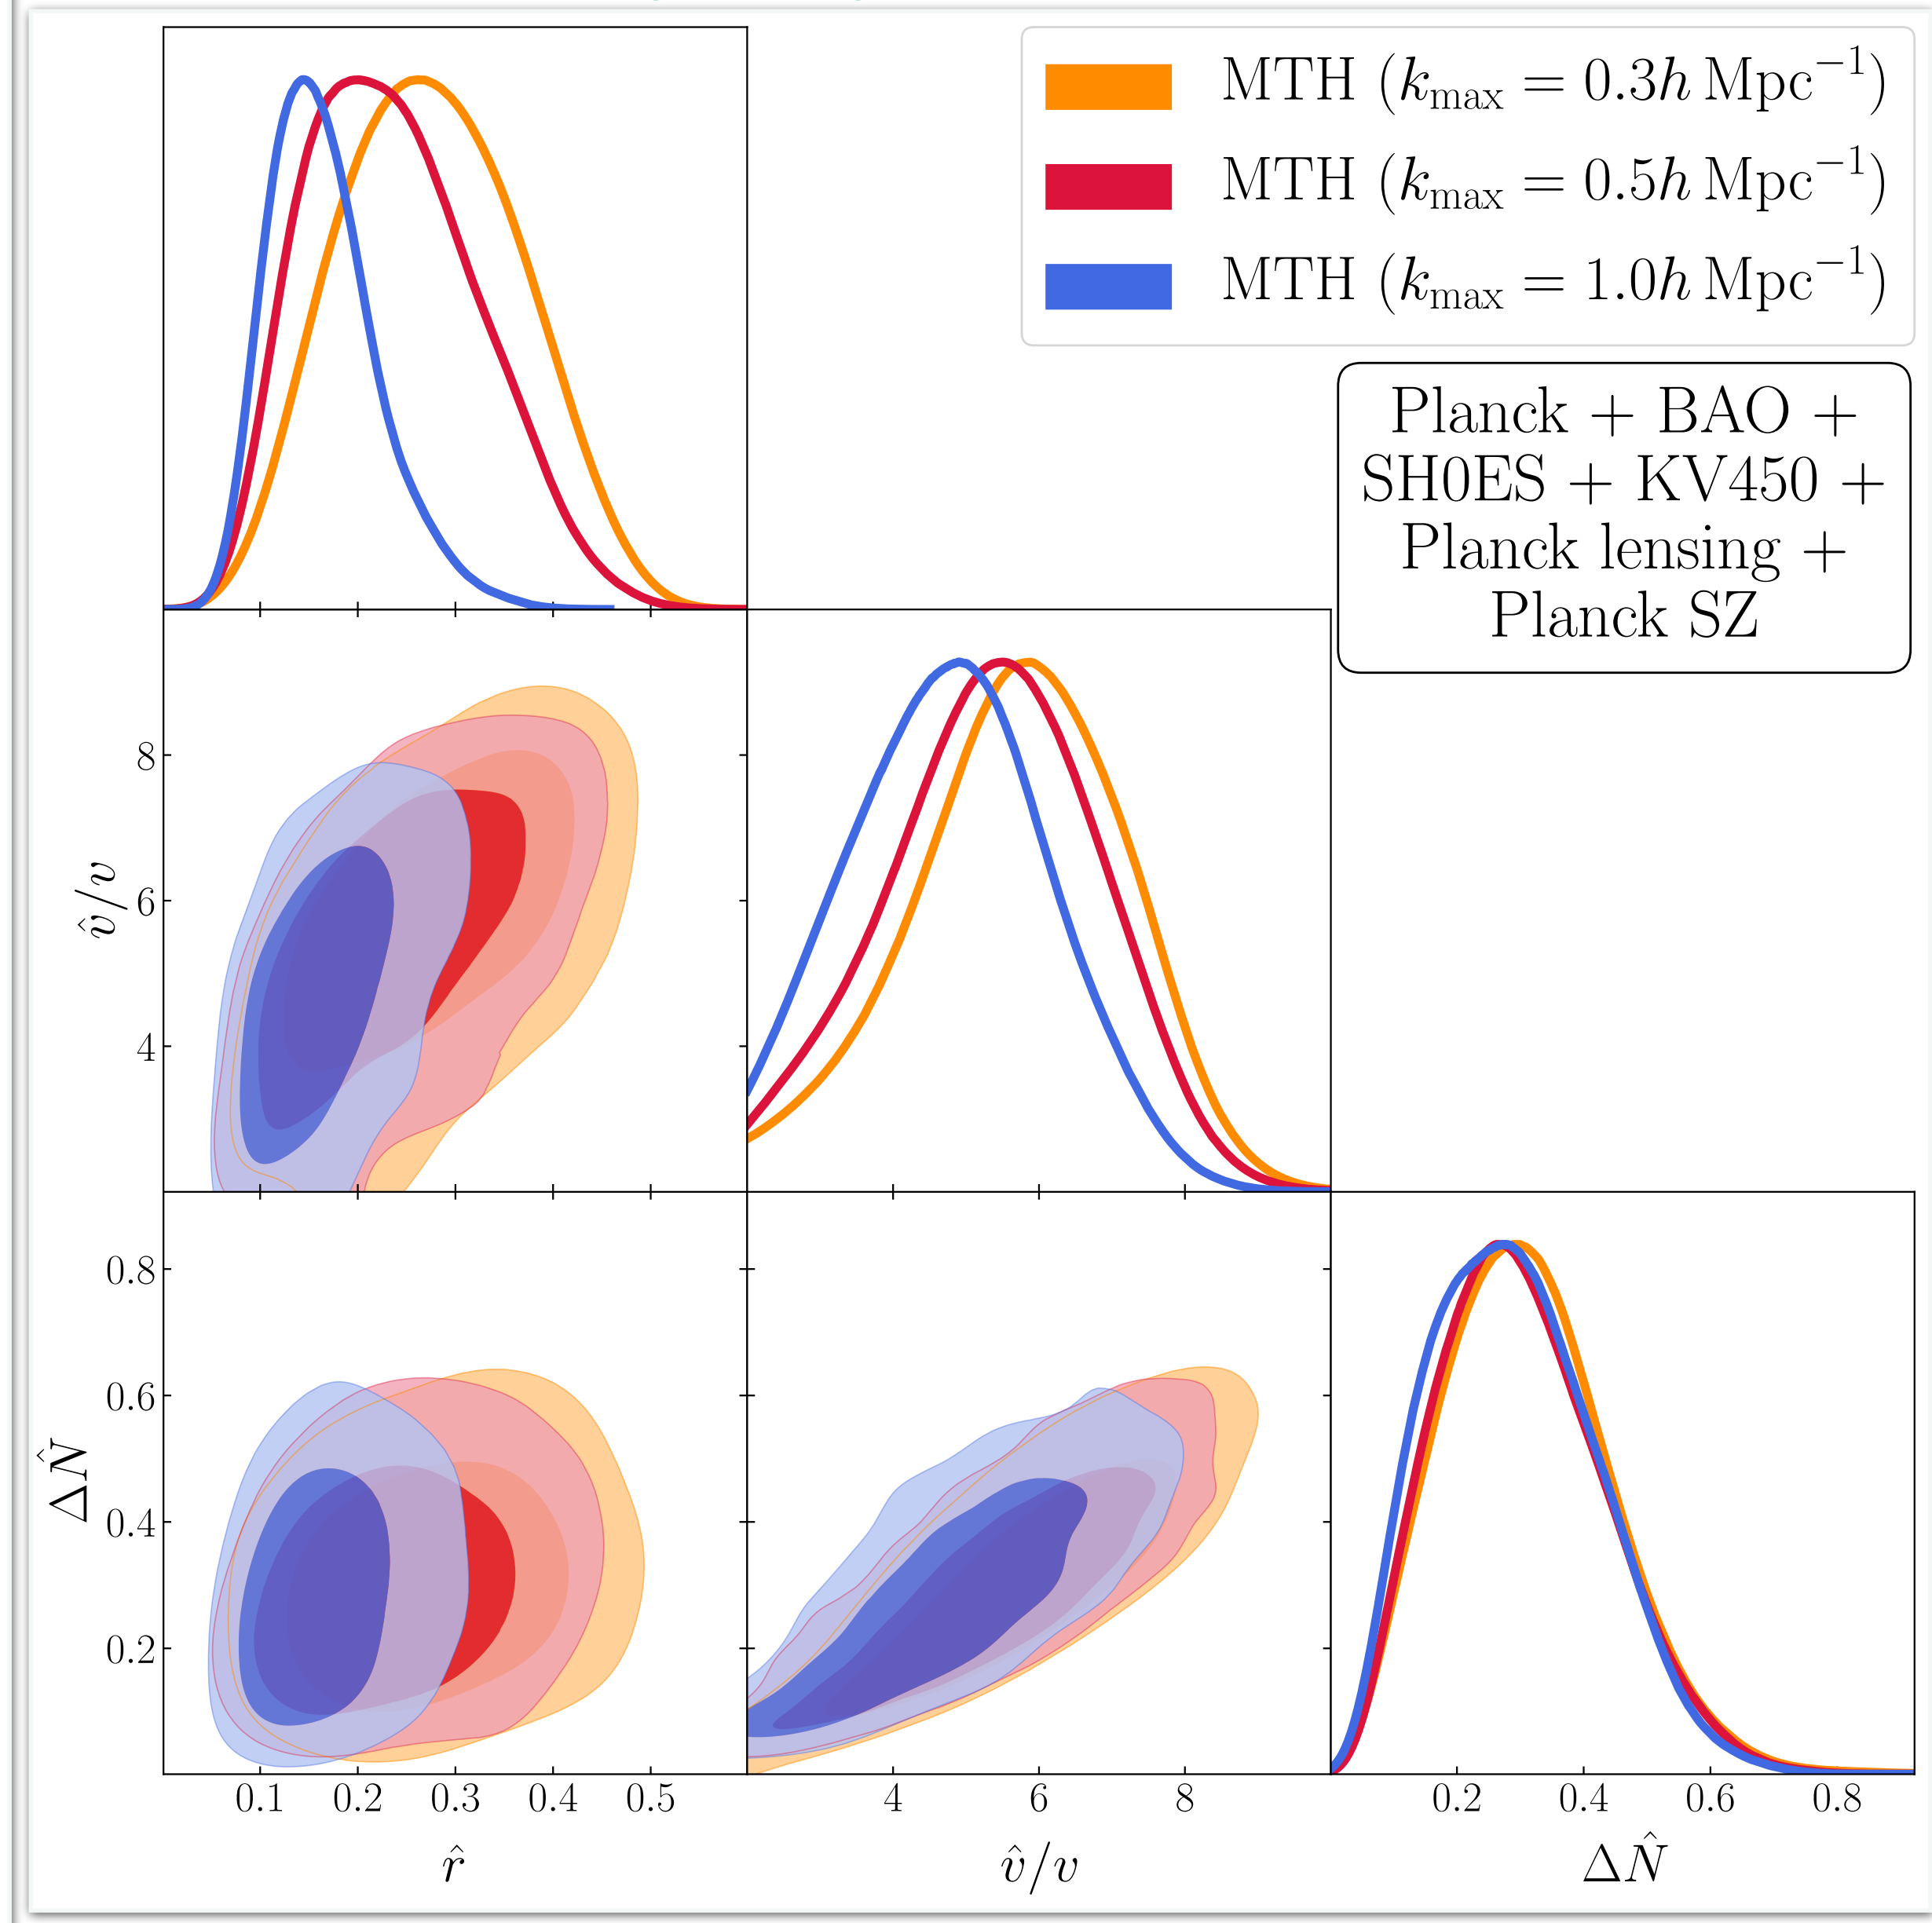 MTH (k_max = 0.3h Mpc⁻¹)
MTH (k_max = 0.5h Mpc⁻¹)
MTH (k_max = 1.0h Mpc⁻¹)
Planck + BAO +
SH0ES + KV450 +
Planck lensing +
Planck SZ
8
6
4
v̂/v
0.8
0.6
0.4
0.2
ΔN̂
0.1 0.2 0.3 0.4 0.5
4 6 8
0.2 0.4 0.6 0.8
r̂
v̂/v
ΔN̂